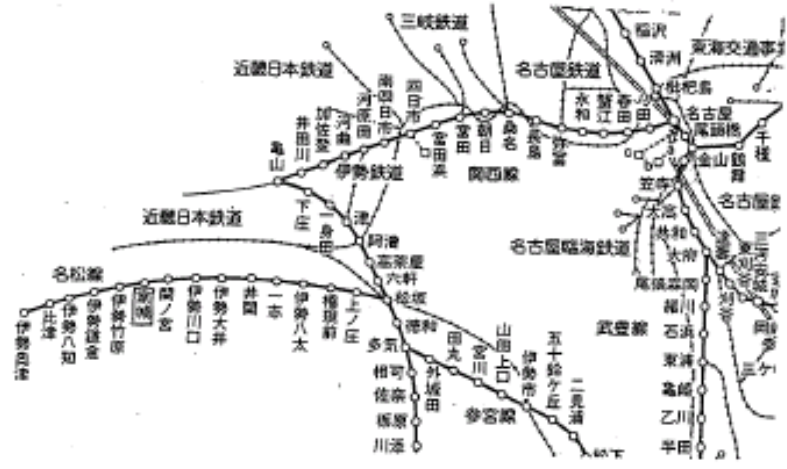 三岐鉄道
稲沢
清洲
東海交通事
近畿日本鉄道
名古屋鉄道
枇杷島
南四日市
四日市
河原田
河曲
加佐登
井田川
亀山
富田浜
富田
朝日
桑名
長島
弥富
永和
蟹江
春田
八田
名古屋
尾頭橋
千種
金山
鶴舞
伊勢鉄道
関西線
笠寺
下庄
一身田
津
大高
近畿日本鉄道
阿漕
共和
名古屋臨海鉄道
大府
高茶屋
名松線
六軒
尾張森岡
松阪
緒川
伊勢奥津
比津
伊勢八知
伊勢鎌倉
伊勢竹原
家城
関ノ宮
伊勢川口
伊勢大井
井関
一志
伊勢八太
権現前
上ノ庄
徳和
武豊線
石浜
多気
田丸
宮川
山田上口
伊勢市
五十鈴ケ丘
二見浦
東浦
相可
外城田
亀崎
佐奈
参宮線
栃原
乙川
川添
半田
松下